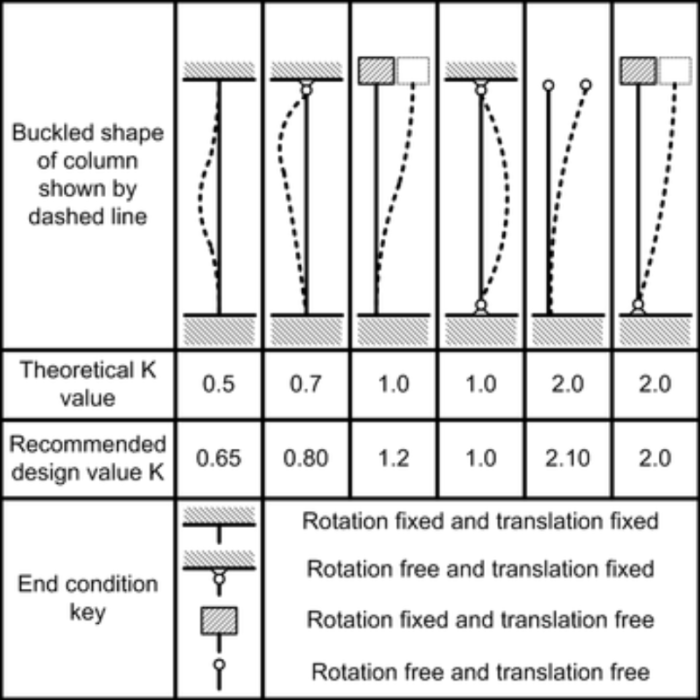 Buckled shape
of column
shown by
dashed line
Theoretical K
value
0.5
0.7
1.0
1.0
2.0
2.0
Recommended
design value K
0.65
0.80
1.2
1.0
2.10
2.0
End condition
key
Rotation fixed and translation fixed
Rotation free and translation fixed
Rotation fixed and translation free
Rotation free and translation free